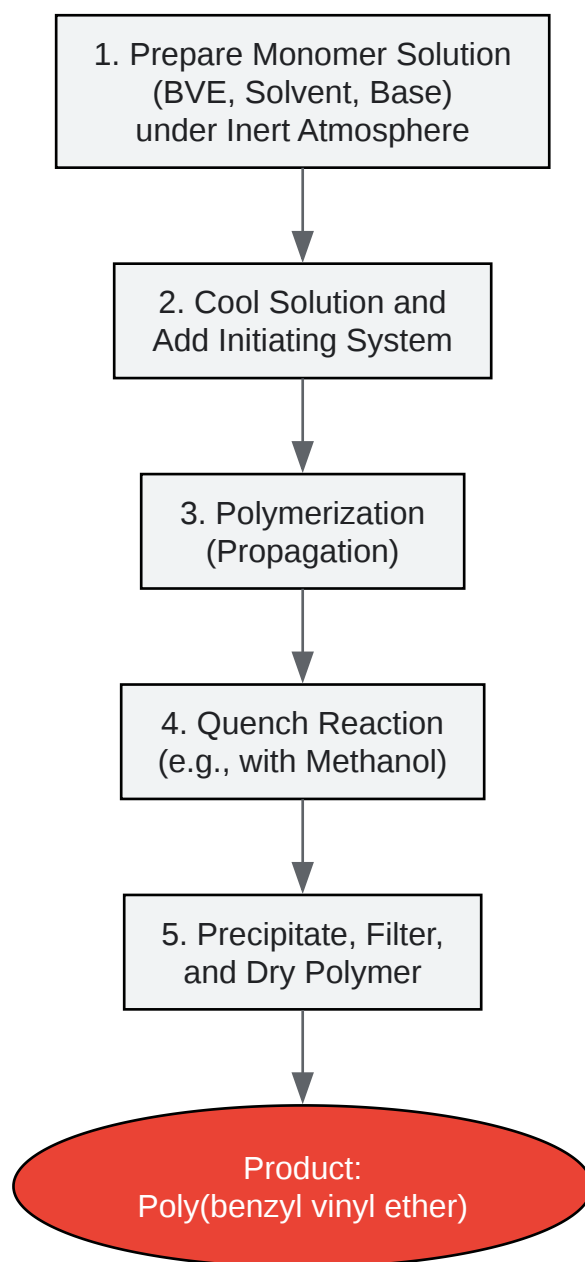 1. Prepare Monomer Solution
(BVE, Solvent, Base)
under Inert Atmosphere
2. Cool Solution and
Add Initiating System
3. Polymerization
(Propagation)
4. Quench Reaction
(e.g., with Methanol)
5. Precipitate, Filter,
and Dry Polymer
Product:
Poly(benzyl vinyl ether)